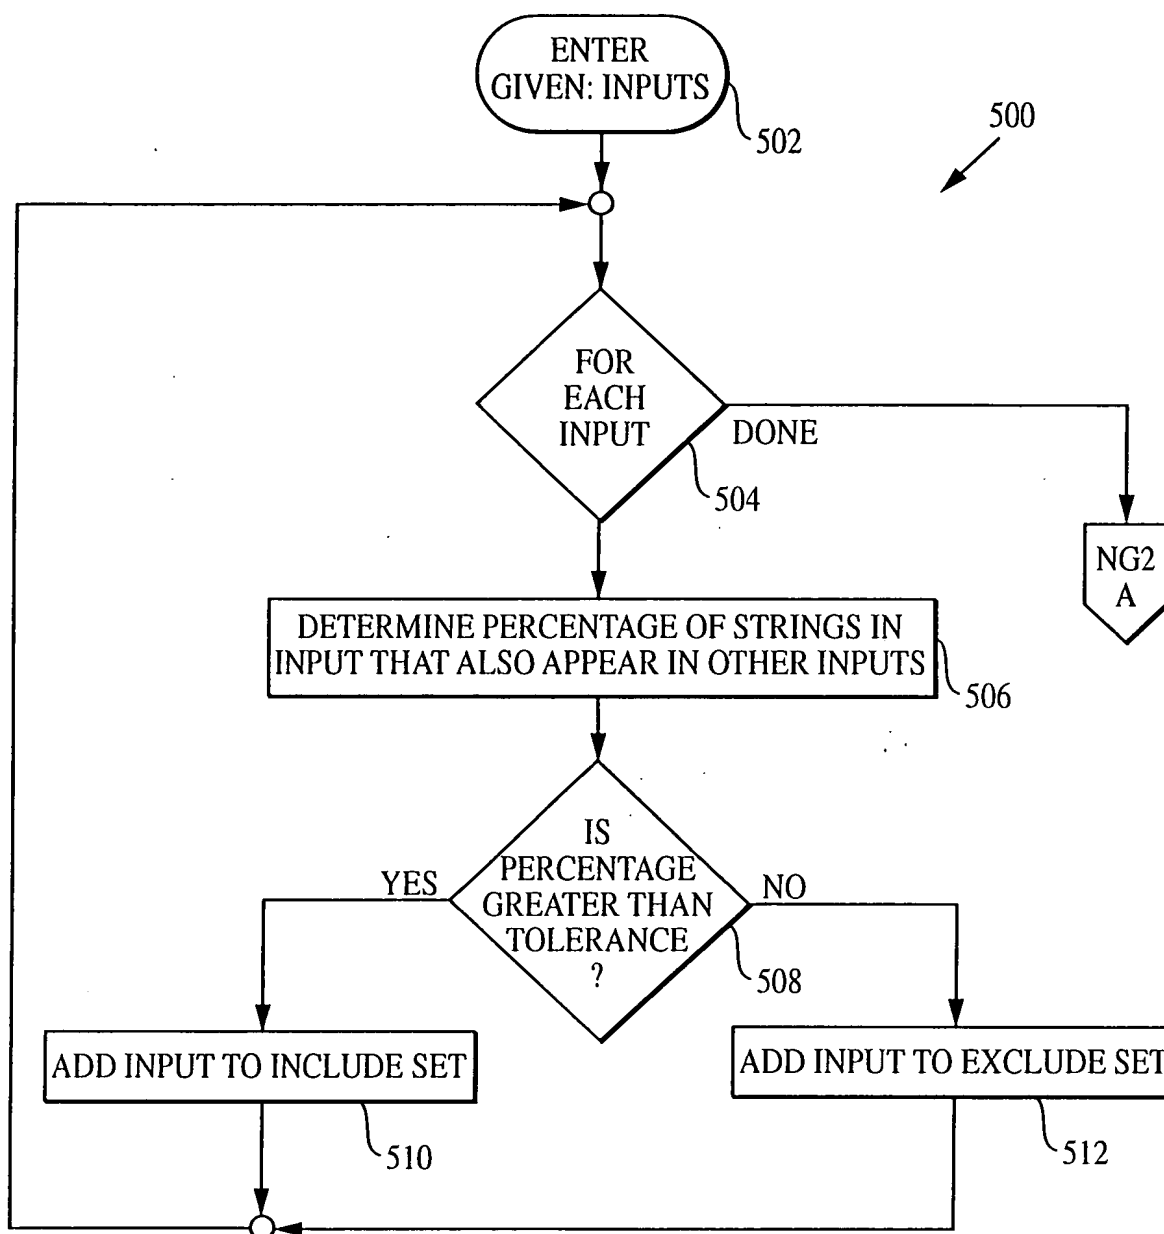 ENTER
GIVEN: INPUTS
502
500
FOR
EACH
INPUT
DONE
504
NG2
A
DETERMINE PERCENTAGE OF STRINGS IN
INPUT THAT ALSO APPEAR IN OTHER INPUTS
506
IS
PERCENTAGE
GREATER THAN
TOLERANCE
?
YES
NO
508
ADD INPUT TO INCLUDE SET
510
ADD INPUT TO EXCLUDE SET
512